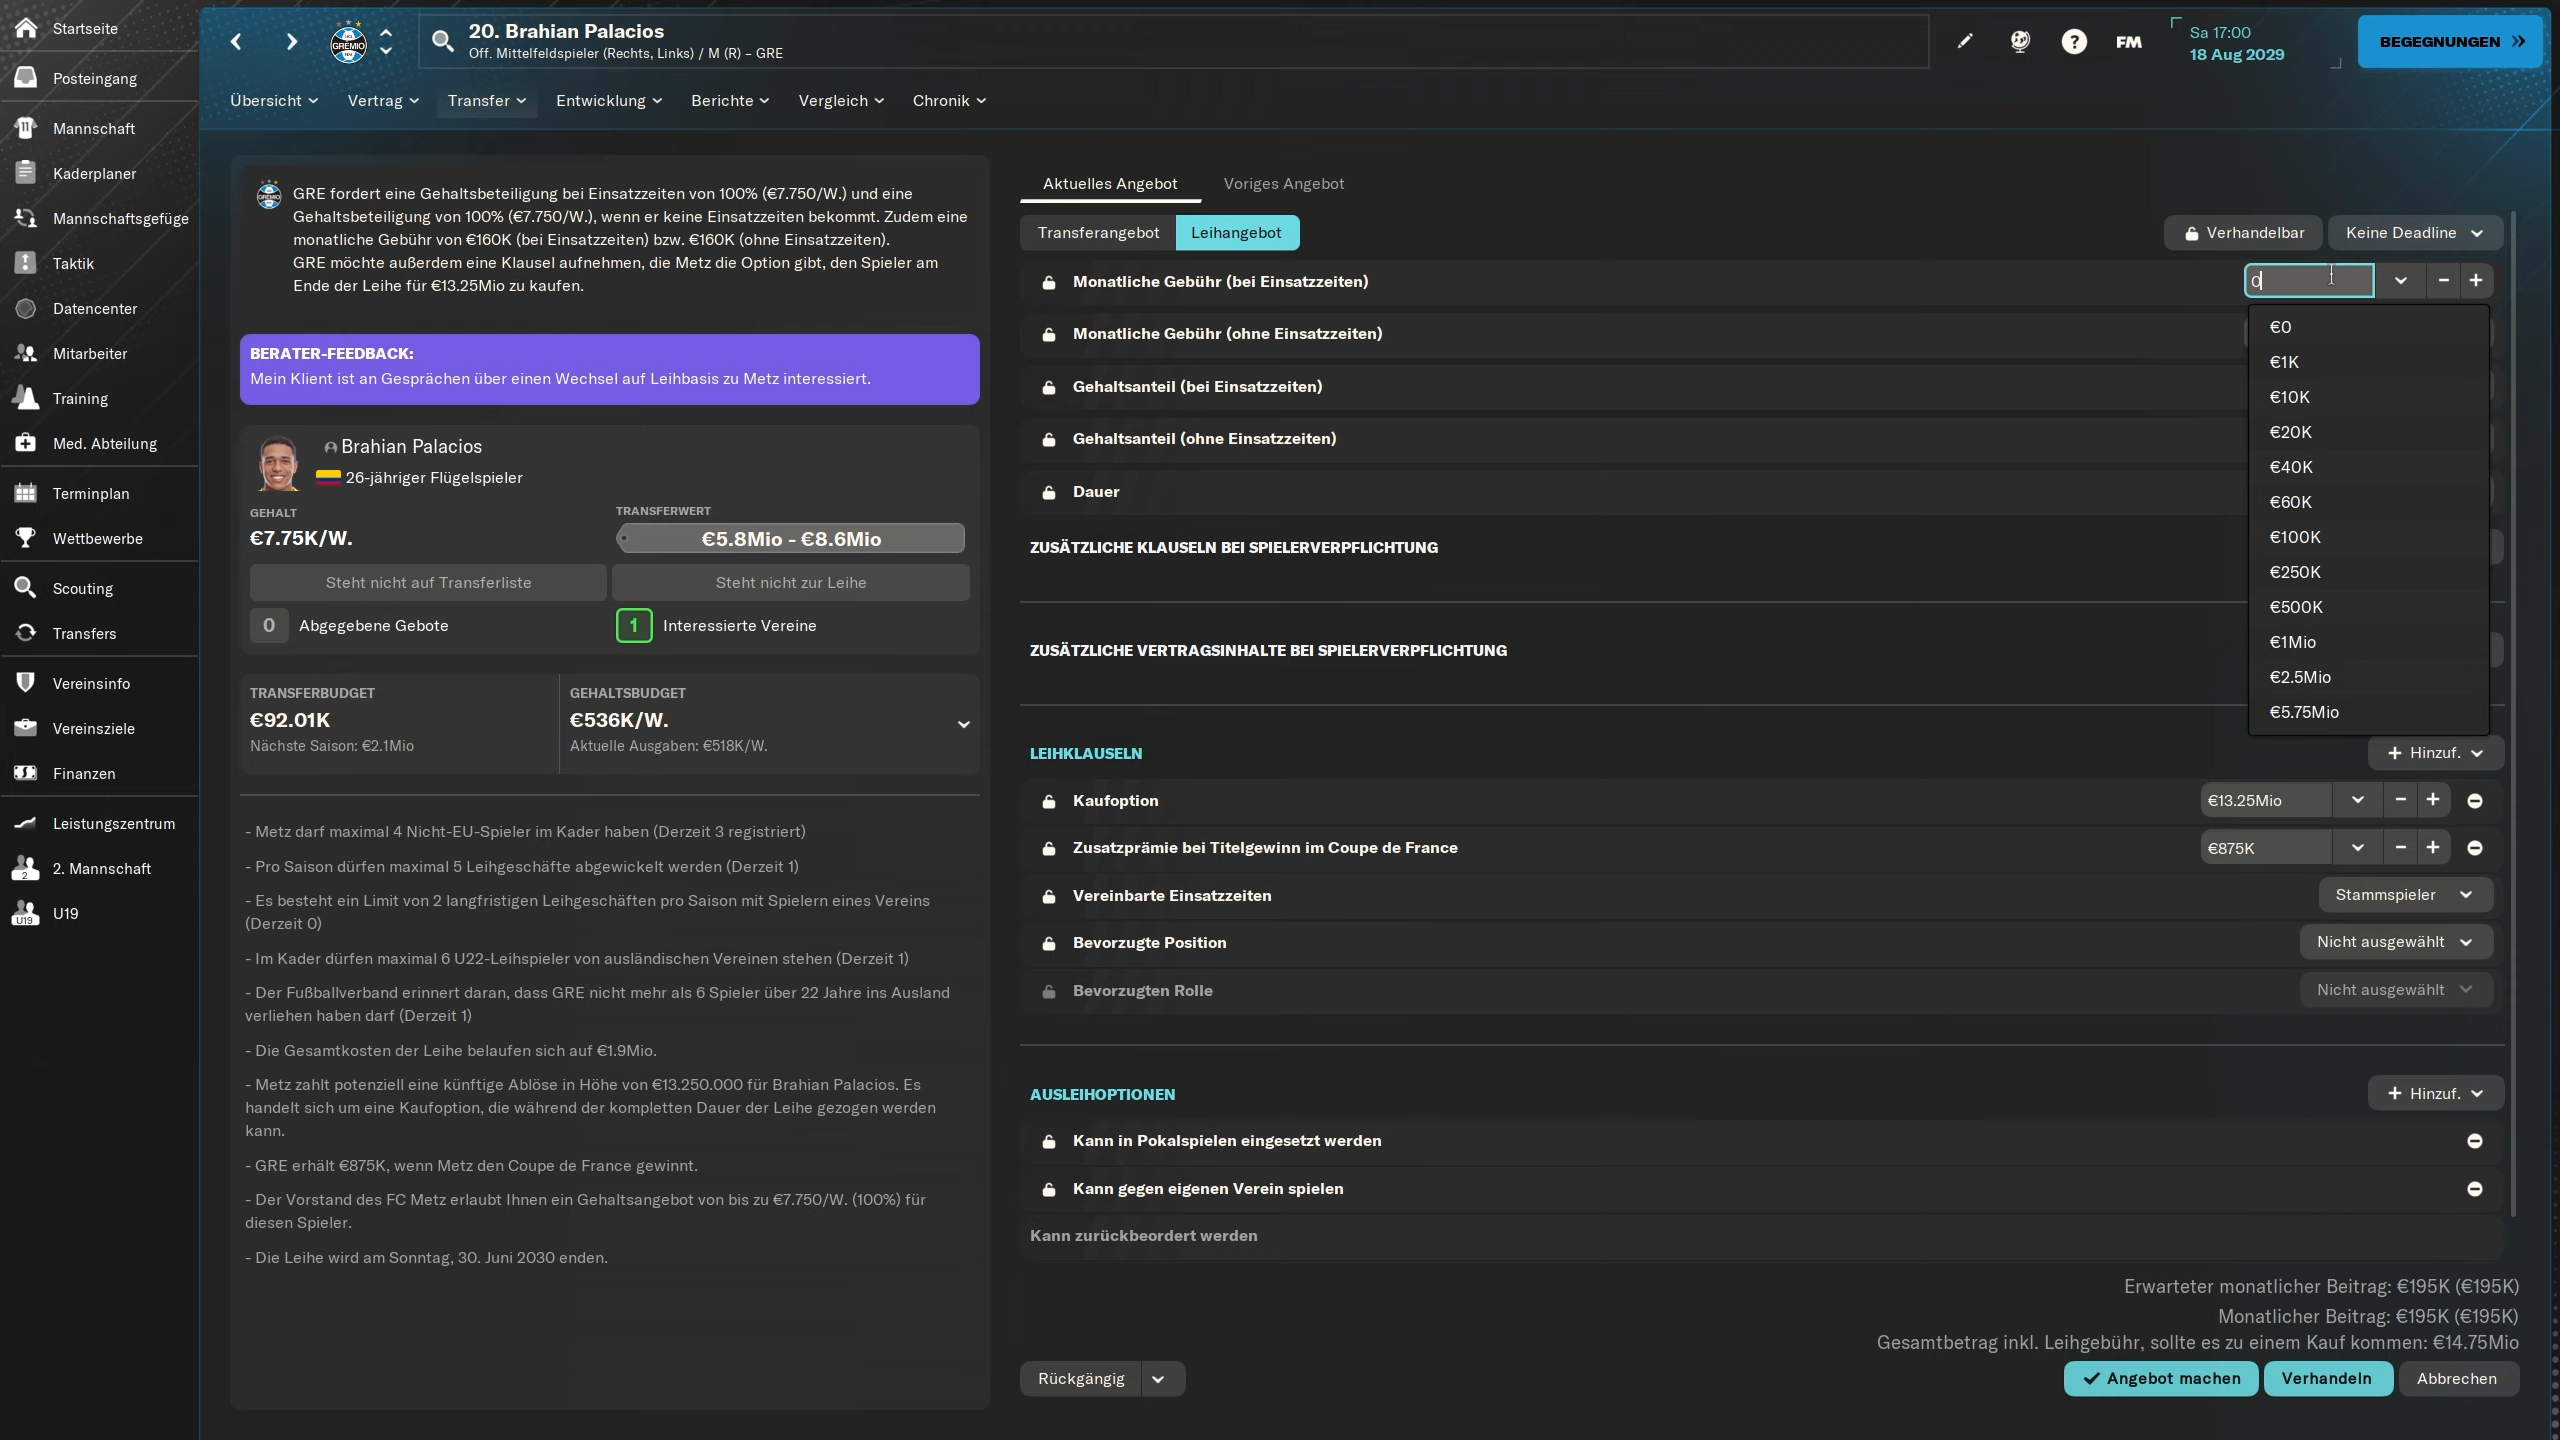 Startseite
Posteingang
Mannschaft
Kaderplaner
Mannschaftsgefüge
Taktik
Datencenter
Mitarbeiter
Training
Med. Abteilung
Terminplan
Wettbewerbe
Scouting
Transfers
Vereinsinfo
Vereinsziele
Finanzen
Leistungszentrum
2. Mannschaft
U19
11
2
U19
GRÊMIO
20. Brahian Palacios
Off. Mittelfeldspieler (Rechts, Links) / M (R) – GRE
?
FM
Sa 17:00
18 Aug 2029
BEGEGNUNGEN
Übersicht
Vertrag
Transfer
Entwicklung
Berichte
Vergleich
Chronik
GRE fordert eine Gehaltsbeteiligung bei Einsatzzeiten von 100% (€7.750/W.) und eine
Gehaltsbeteiligung von 100% (€7.750/W.), wenn er keine Einsatzzeiten bekommt. Zudem eine
monatliche Gebühr von €160K (bei Einsatzzeiten) bzw. €160K (ohne Einsatzzeiten).
GRE möchte außerdem eine Klausel aufnehmen, die Metz die Option gibt, den Spieler am
Ende der Leihe für €13.25Mio zu kaufen.
BERATER-FEEDBACK:
Mein Klient ist an Gesprächen über einen Wechsel auf Leihbasis zu Metz interessiert.
Brahian Palacios
26-jähriger Flügelspieler
GEHALT
€7.75K/W.
TRANSFERWERT
€5.8Mio - €8.6Mio
Steht nicht auf Transferliste
Steht nicht zur Leihe
0 Abgegebene Gebote
1 Interessierte Vereine
TRANSFERBUDGET
€92.01K
Nächste Saison: €2.1Mio
GEHALTSBUDGET
€536K/W.
Aktuelle Ausgaben: €518K/W.
- Metz darf maximal 4 Nicht-EU-Spieler im Kader haben (Derzeit 3 registriert)
- Pro Saison dürfen maximal 5 Leihgeschäfte abgewickelt werden (Derzeit 1)
- Es besteht ein Limit von 2 langfristigen Leihgeschäften pro Saison mit Spielern eines Vereins
(Derzeit 0)
- Im Kader dürfen maximal 6 U22-Leihspieler von ausländischen Vereinen stehen (Derzeit 1)
- Der Fußballverband erinnert daran, dass GRE nicht mehr als 6 Spieler über 22 Jahre ins Ausland
verliehen haben darf (Derzeit 1)
- Die Gesamtkosten der Leihe belaufen sich auf €1.9Mio.
- Metz zahlt potenziell eine künftige Ablöse in Höhe von €13.250.000 für Brahian Palacios. Es
handelt sich um eine Kaufoption, die während der kompletten Dauer der Leihe gezogen werden
kann.
- GRE erhält €875K, wenn Metz den Coupe de France gewinnt.
- Der Vorstand des FC Metz erlaubt Ihnen ein Gehaltsangebot von bis zu €7.750/W. (100%) für
diesen Spieler.
- Die Leihe wird am Sonntag, 30. Juni 2030 enden.
Aktuelles Angebot
Voriges Angebot
Transferangebot
Leihangebot
Verhandelbar
Keine Deadline
Monatliche Gebühr (bei Einsatzzeiten)
0
Monatliche Gebühr (ohne Einsatzzeiten)
Gehaltsanteil (bei Einsatzzeiten)
Gehaltsanteil (ohne Einsatzzeiten)
Dauer
€0
€1K
€10K
€20K
€40K
€60K
€100K
€250K
€500K
€1Mio
€2.5Mio
€5.75Mio
ZUSÄTZLICHE KLAUSELN BEI SPIELERVERPFLICHTUNG
ZUSÄTZLICHE VERTRAGSINHALTE BEI SPIELERVERPFLICHTUNG
LEIHKLAUSELN
+ Hinzuf.
Kaufoption
€13.25Mio
Zusatzprämie bei Titelgewinn im Coupe de France
€875K
Vereinbarte Einsatzzeiten
Stammspieler
Bevorzugte Position
Nicht ausgewählt
Bevorzugten Rolle
Nicht ausgewählt
AUSLEIHOPTIONEN
+ Hinzuf.
Kann in Pokalspielen eingesetzt werden
Kann gegen eigenen Verein spielen
Kann zurückbeordert werden
Erwarteter monatlicher Beitrag: €195K (€195K)
Monatlicher Beitrag: €195K (€195K)
Gesamtbetrag inkl. Leihgebühr, sollte es zu einem Kauf kommen: €14.75Mio
Rückgängig
Angebot machen
Verhandeln
Abbrechen